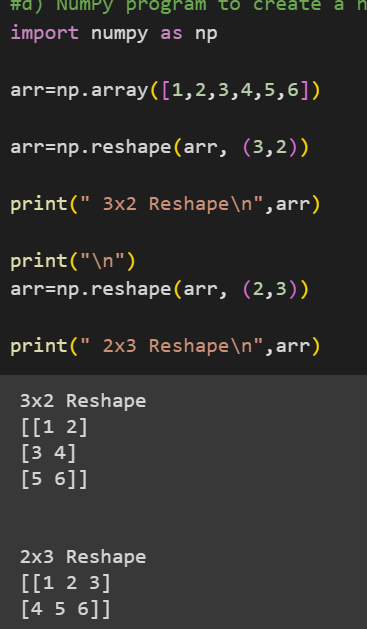 #d) NumPy program to create a n
import numpy as np
arr=np.array([1,2,3,4,5,6])
arr=np.reshape(arr, (3,2))
print(" 3x2 Reshape\n",arr)
print("\n")
arr=np.reshape(arr, (2,3))
print(" 2x3 Reshape\n",arr)
3x2 Reshape
[[1 2]
[3 4]
[5 6]]
2x3 Reshape
[[1 2 3]
[4 5 6]]